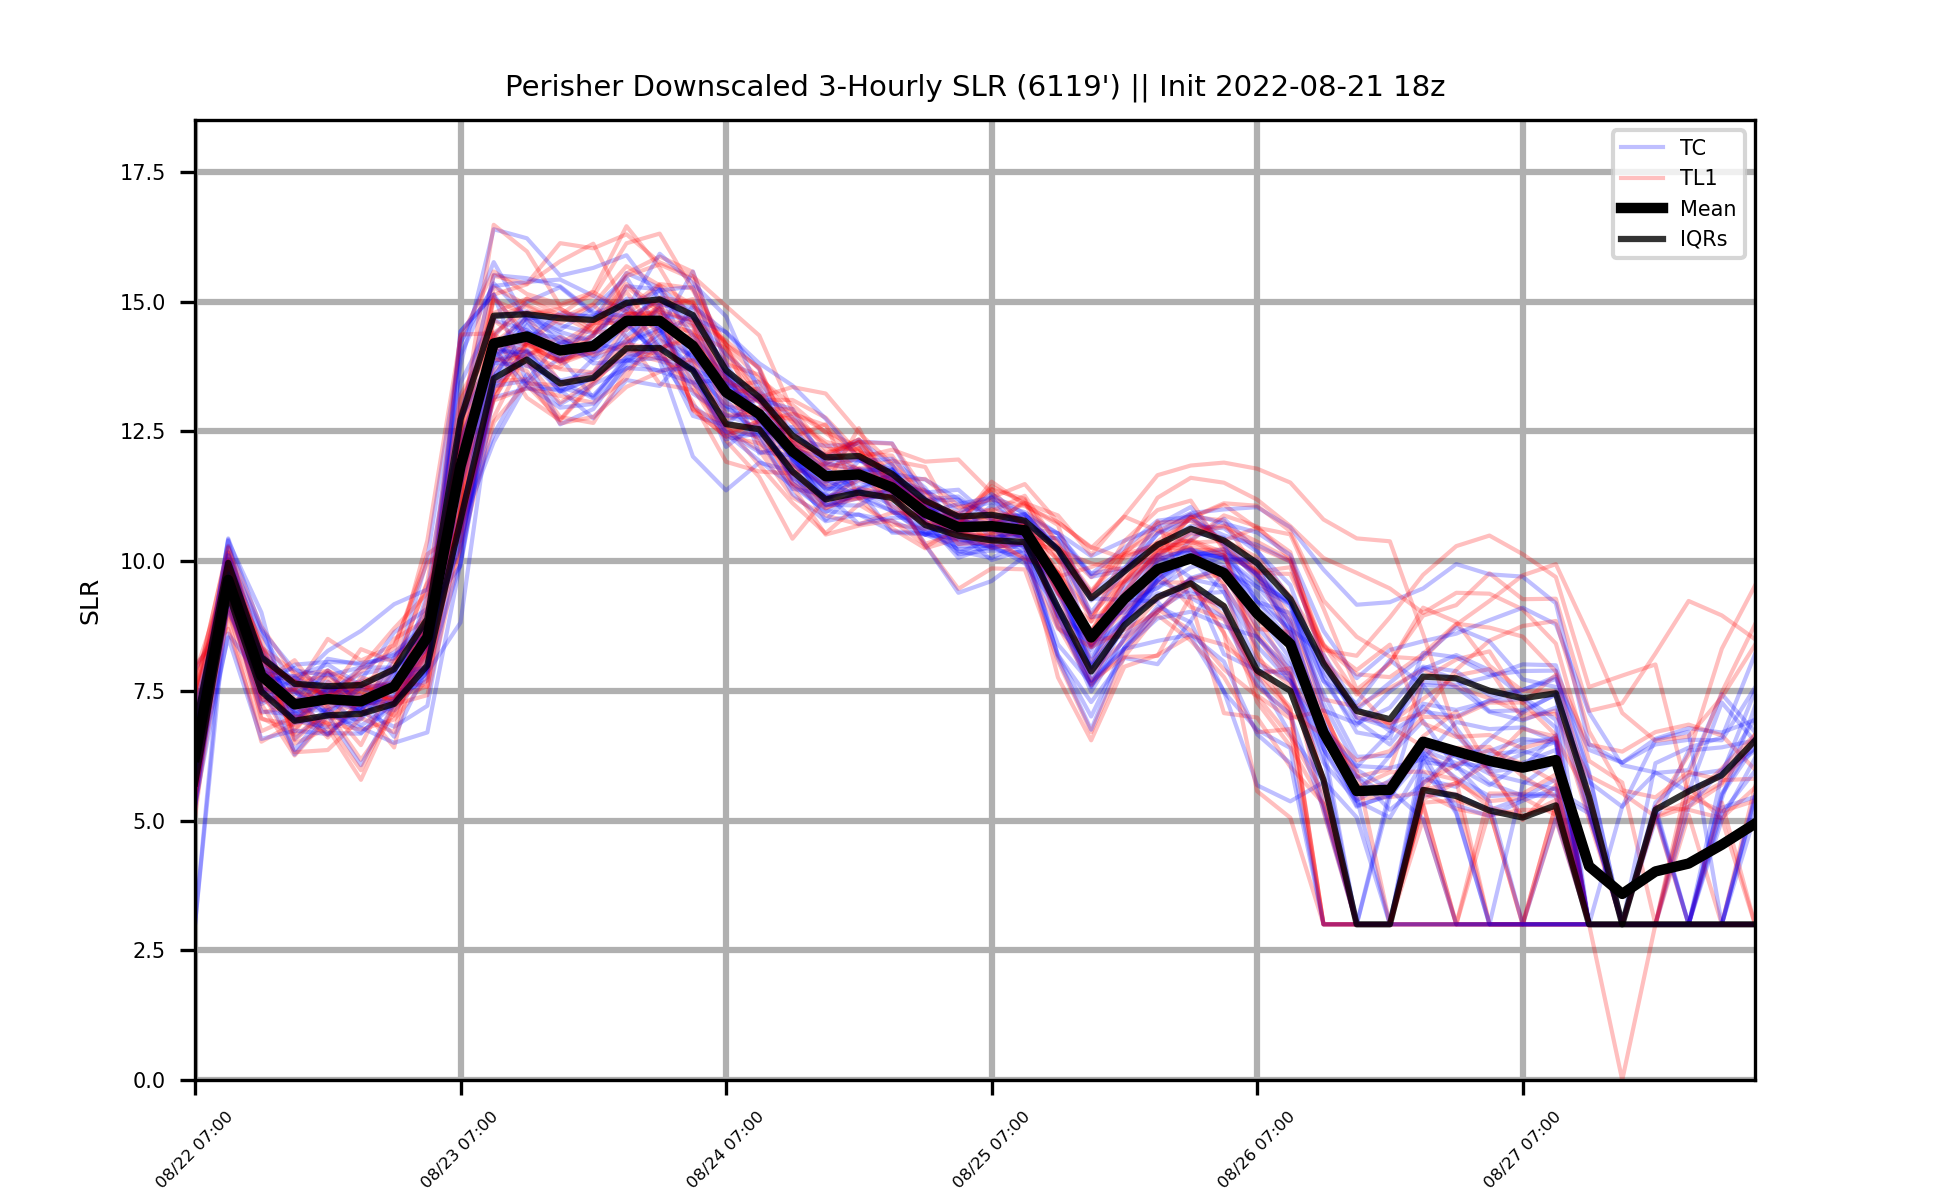 Perisher Downscaled 3-Hourly SLR (6119') || Init 2022-08-21 18z
TC
TL1
Mean
IQRs
SLR
17.5
15.0
12.5
10.0
7.5
5.0
2.5
0.0
08/22 07:00
08/23 07:00
08/24 07:00
08/25 07:00
08/26 07:00
08/27 07:00